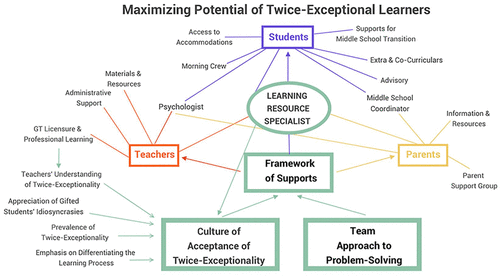 Maximizing Potential of Twice-Exceptional Learners
Access to
Accommodations
Students
Supports for
Middle School Transition
Morning Crew
Extra & Co-Curriculars
Materials &
Resources
Advisory
Administrative
Support
Psychologist
LEARNING
RESOURCE
SPECIALIST
Middle School
Coordinator
Information &
Resources
GT Licensure &
Professional Learning
Teachers
Parents
Framework
of Supports
Parent
Support Group
Teachers' Understanding
of Twice-Exceptionality
Appreciation of Gifted
Students' Idiosyncrasies
Prevalence of
Twice-Exceptionality
Emphasis on Differentiating the
Learning Process
Culture of
Acceptance of
Twice-Exceptionality
Team
Approach to
Problem-Solving